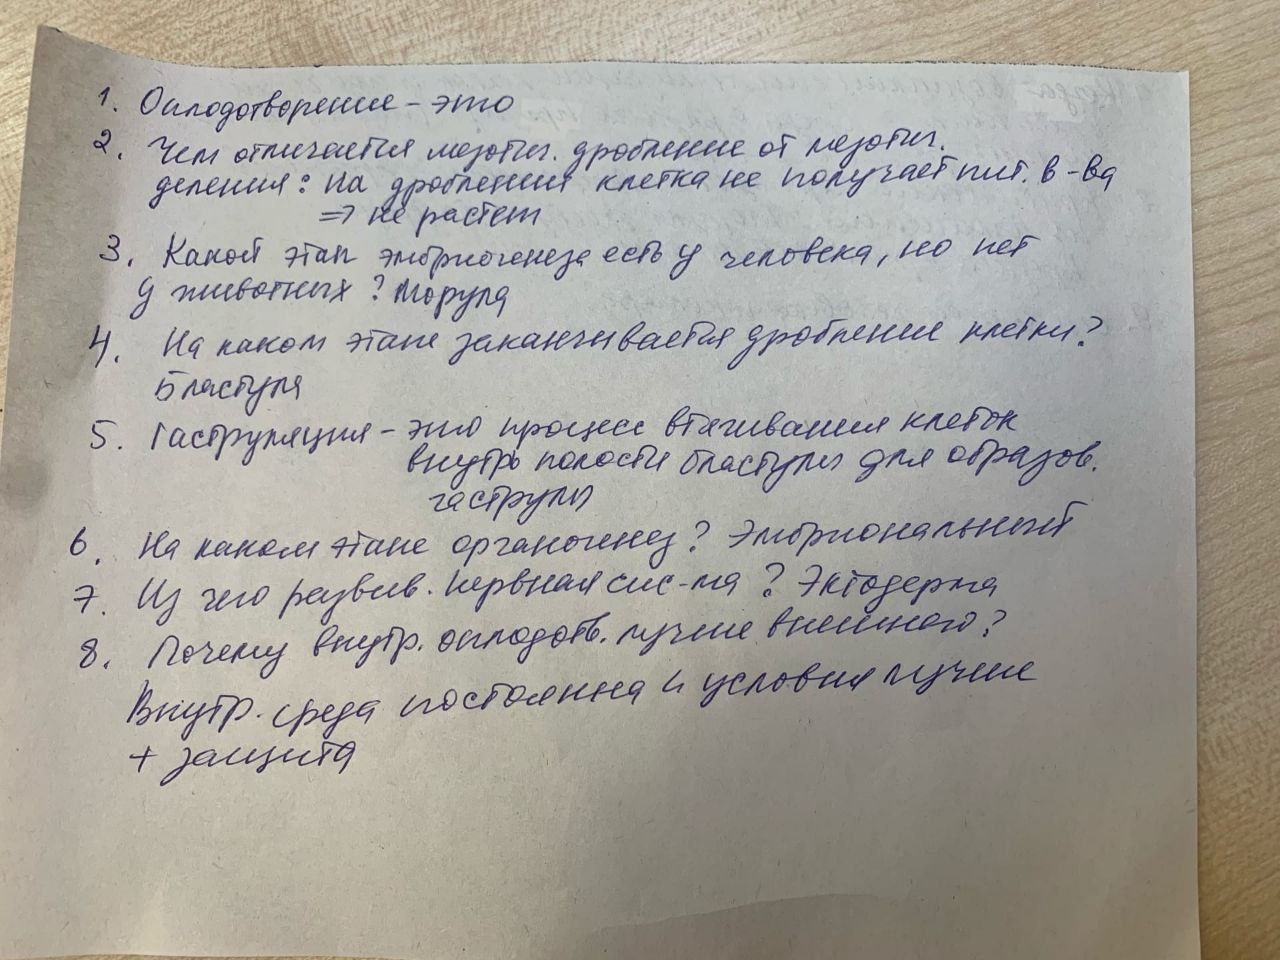 1. Оплодотворение – это
2. Чем отличается мезотич. дробление от мезотич.
деления: На дроблении клетка не получает пит. в-ва
=> не растет
3. Какой этап эмбриогенеза есть у человека, но нет
у животных? Морула
4. На каком этапе заканчивается дробление клетки?
Бластула
5. Гаструляция – это процесс втягивания клеток
внутрь полости бластулы для образов.
гаструлы
6. На каком этапе органогенез? Эмбриональный
7. Из чего развив. нервная сис-ма? Эктодерма
8. Почему внутр. оплодотв. лучше внешнего?
Внутр. среда постоянна и условия лучше
+ защита